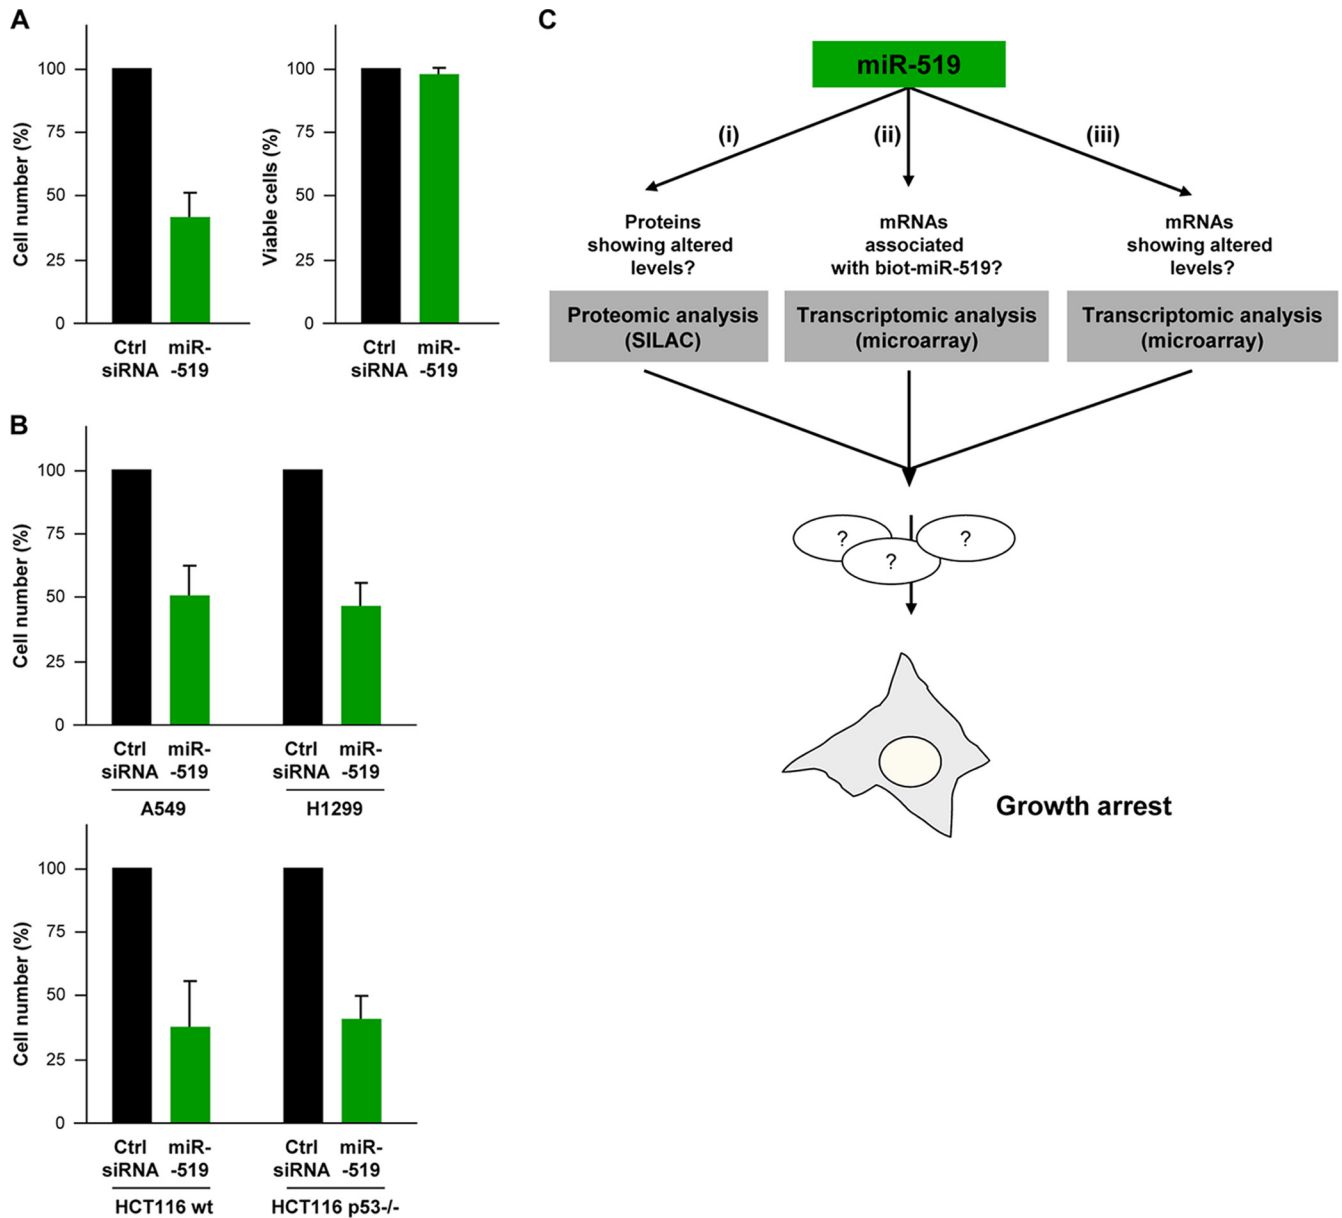 A
Cell number (%)
100
75
50
25
0
Ctrl
siRNA
miR-
-519
Viable cells (%)
100
75
50
25
0
Ctrl
siRNA
miR-
-519
B
Cell number (%)
100
75
50
25
0
Ctrl
siRNA
miR-
-519
A549
Ctrl
siRNA
miR-
-519
H1299
Cell number (%)
100
75
50
25
0
Ctrl
siRNA
miR-
-519
HCT116 wt
Ctrl
siRNA
miR-
-519
HCT116 p53-/-
C
miR-519
(i)
(ii)
(iii)
Proteins
showing altered
levels?
Proteomic analysis
(SILAC)
mRNAs
associated
with biot-miR-519?
Transcriptomic analysis
(microarray)
mRNAs
showing altered
levels?
Transcriptomic analysis
(microarray)
?
?
?
Growth arrest